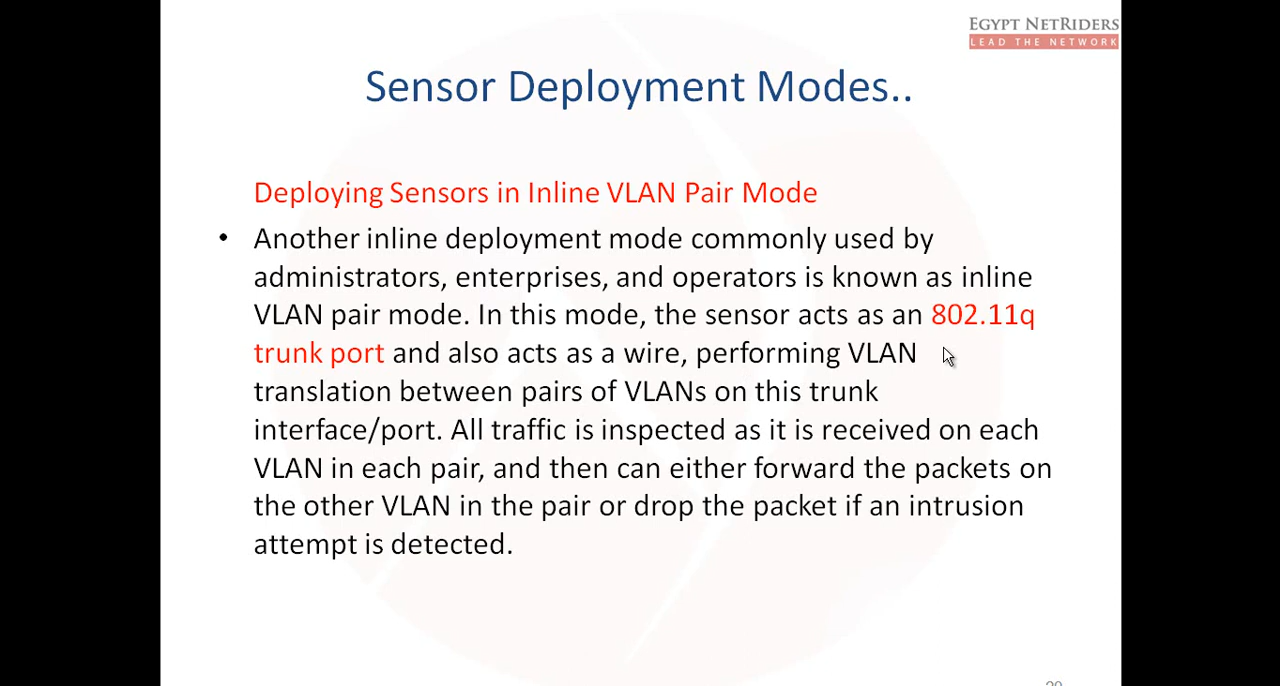 EGYPT NETRIDERS
LEAD THE NETWORK
Sensor Deployment Modes..
Deploying Sensors in Inline VLAN Pair Mode
• Another inline deployment mode commonly used by
administrators, enterprises, and operators is known as inline
VLAN pair mode. In this mode, the sensor acts as an 802.11q
trunk port and also acts as a wire, performing VLAN
translation between pairs of VLANs on this trunk
interface/port. All traffic is inspected as it is received on each
VLAN in each pair, and then can either forward the packets on
the other VLAN in the pair or drop the packet if an intrusion
attempt is detected.